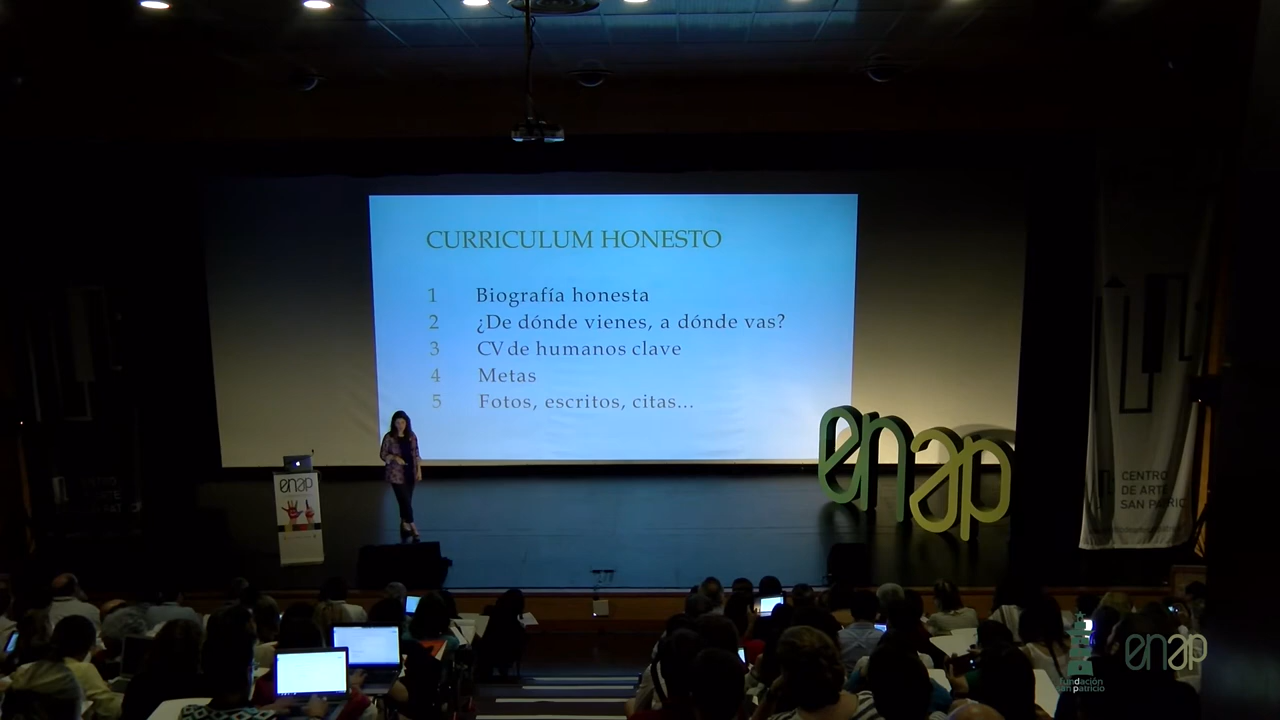 CURRICULUM HONESTO
1 Biografía honesta
2 ¿De dónde vienes, a dónde vas?
3 CV de humanos clave
4 Metas
5 Fotos, escritos, citas...
enap
enap
CENTRO
DE ARTE
SAN PATRIC
fundación
san patricio
enap